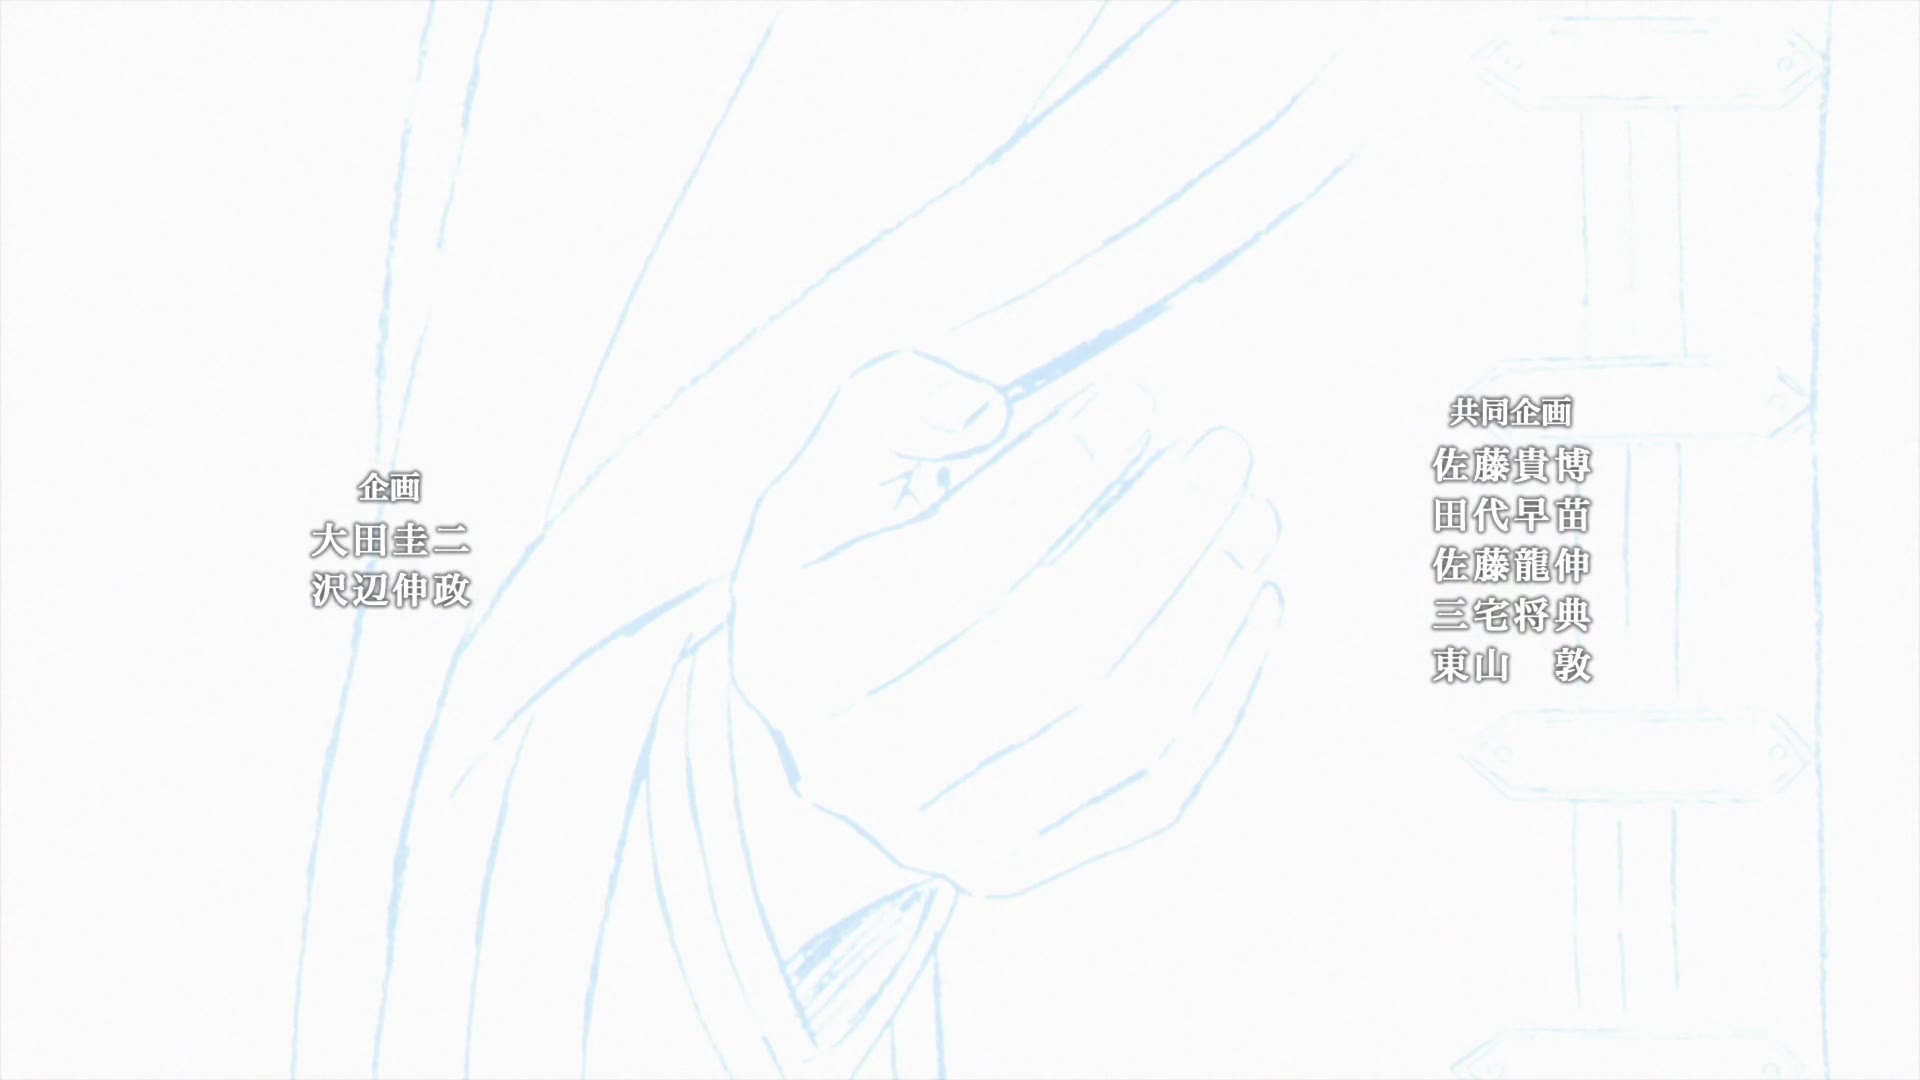 企画
大田圭二
沢辺伸政
共同企画
佐藤貴博
田代早苗
佐藤龍伸
三宅将典
東山　敦